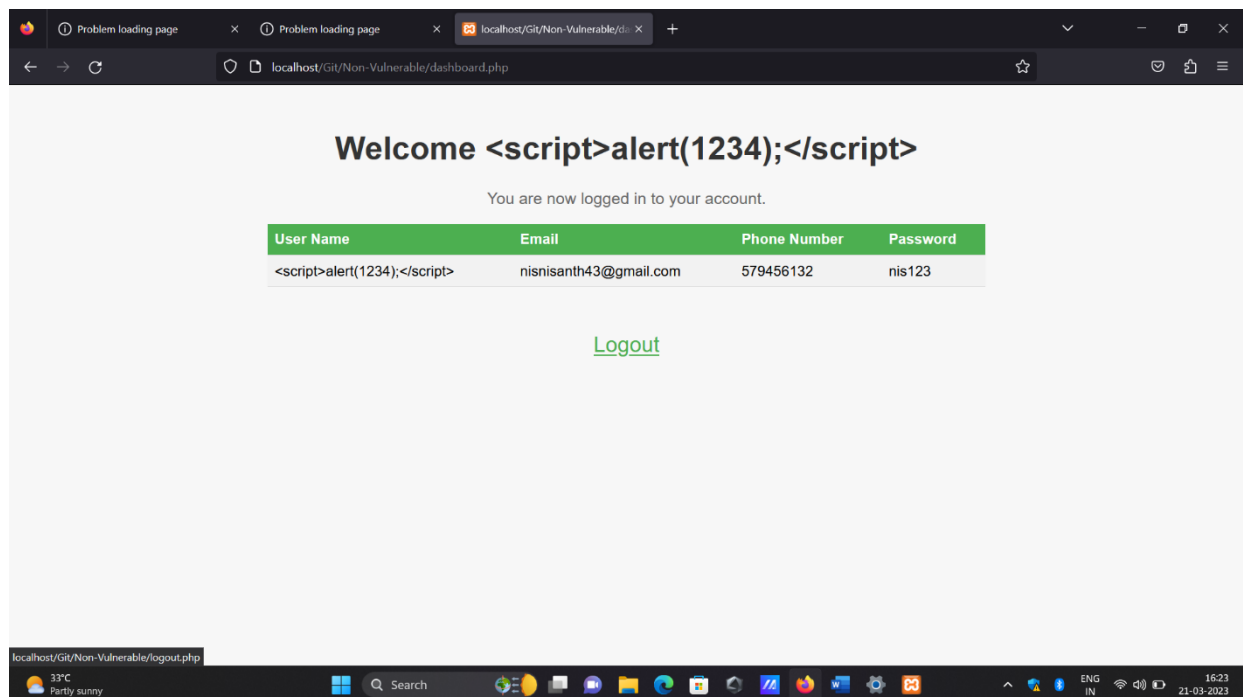 Problem loading page
Problem loading page
localhost/Git/Non-Vulnerable/da
localhost/Git/Non-Vulnerable/dashboard.php
Welcome <script>alert(1234);</script>
You are now logged in to your account.
User Name Email Phone Number Password
<script>alert(1234);</script> nisnisanth43@gmail.com 579456132 nis123
Logout
localhost/Git/Non-Vulnerable/logout.php
33°C
Partly sunny
Search
ENG
IN
16:23
21-03-2023